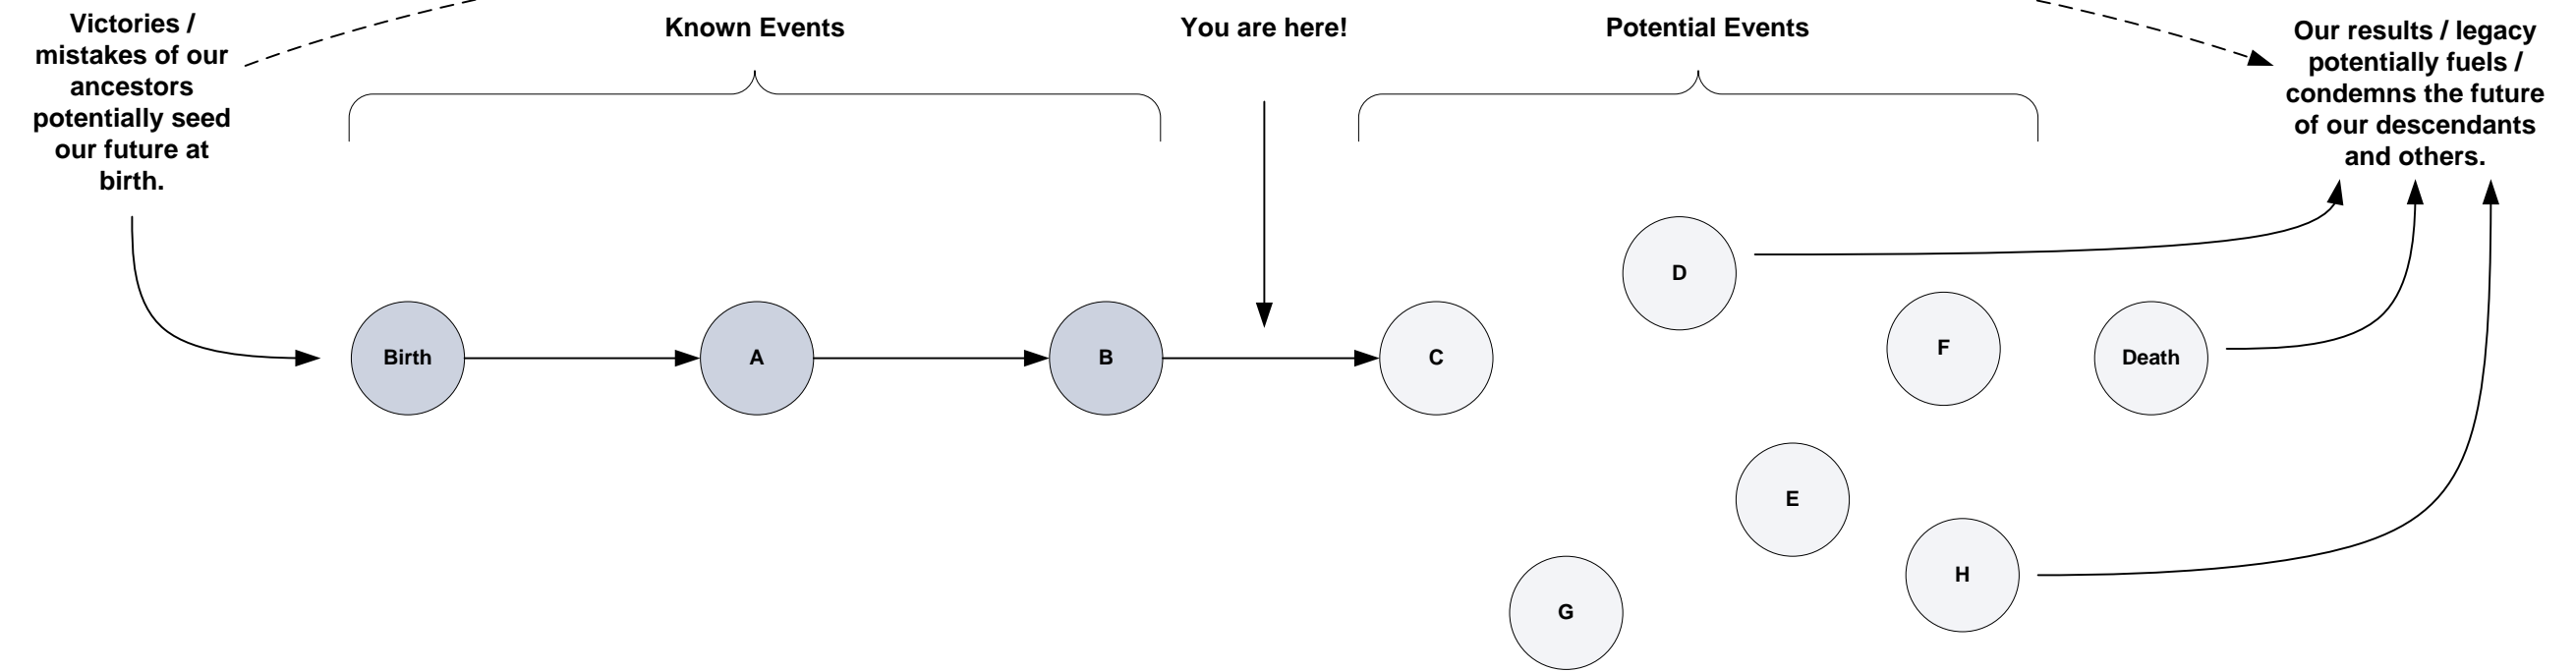 Victories /
mistakes of our
ancestors
potentially seed
our future at
birth.
Known Events
You are here!
Potential Events
Our results / legacy
potentially fuels /
condemns the future
of our descendants
and others.
Birth
A
B
C
D
F
Death
E
H
G